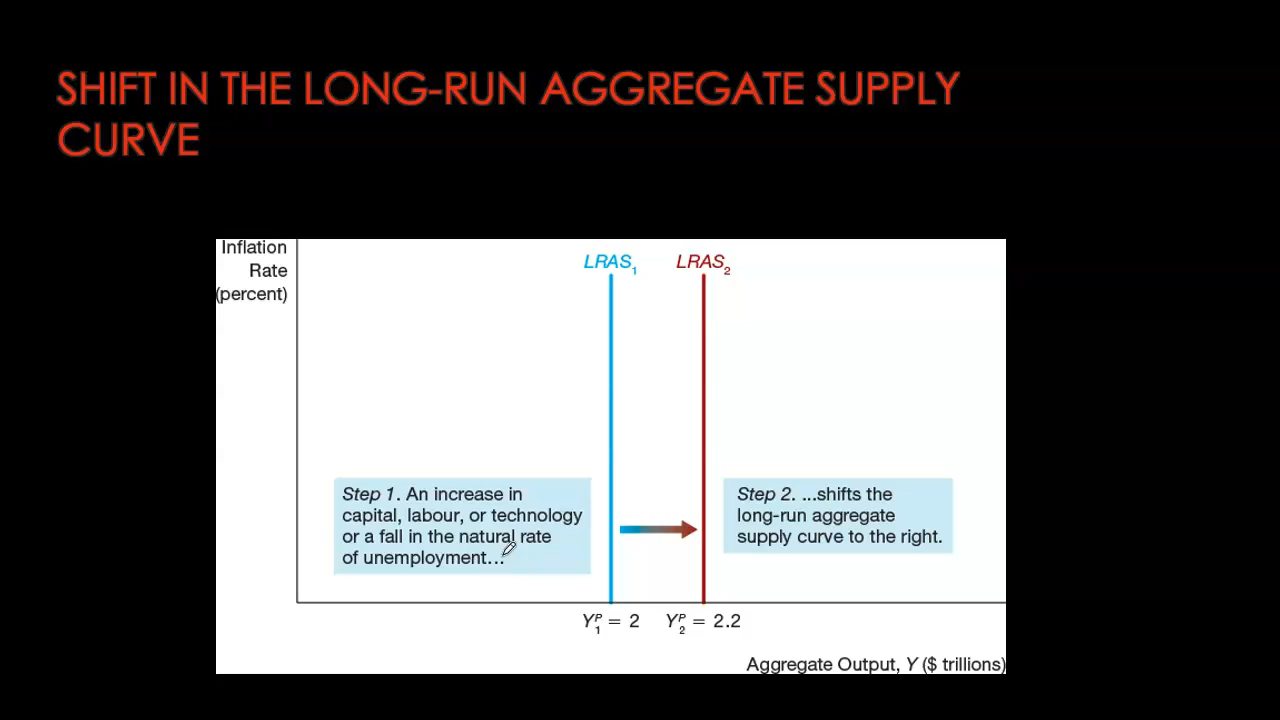 SHIFT IN THE LONG-RUN AGGREGATE SUPPLY
CURVE
Inflation
Rate
(percent)
LRAS₁
LRAS₂
Step 1. An increase in
capital, labour, or technology
or a fall in the natural rate
of unemployment...
Step 2. ...shifts the
long-run aggregate
supply curve to the right.
Y₁ᴾ = 2
Y₂ᴾ = 2.2
Aggregate Output, Y ($ trillions)